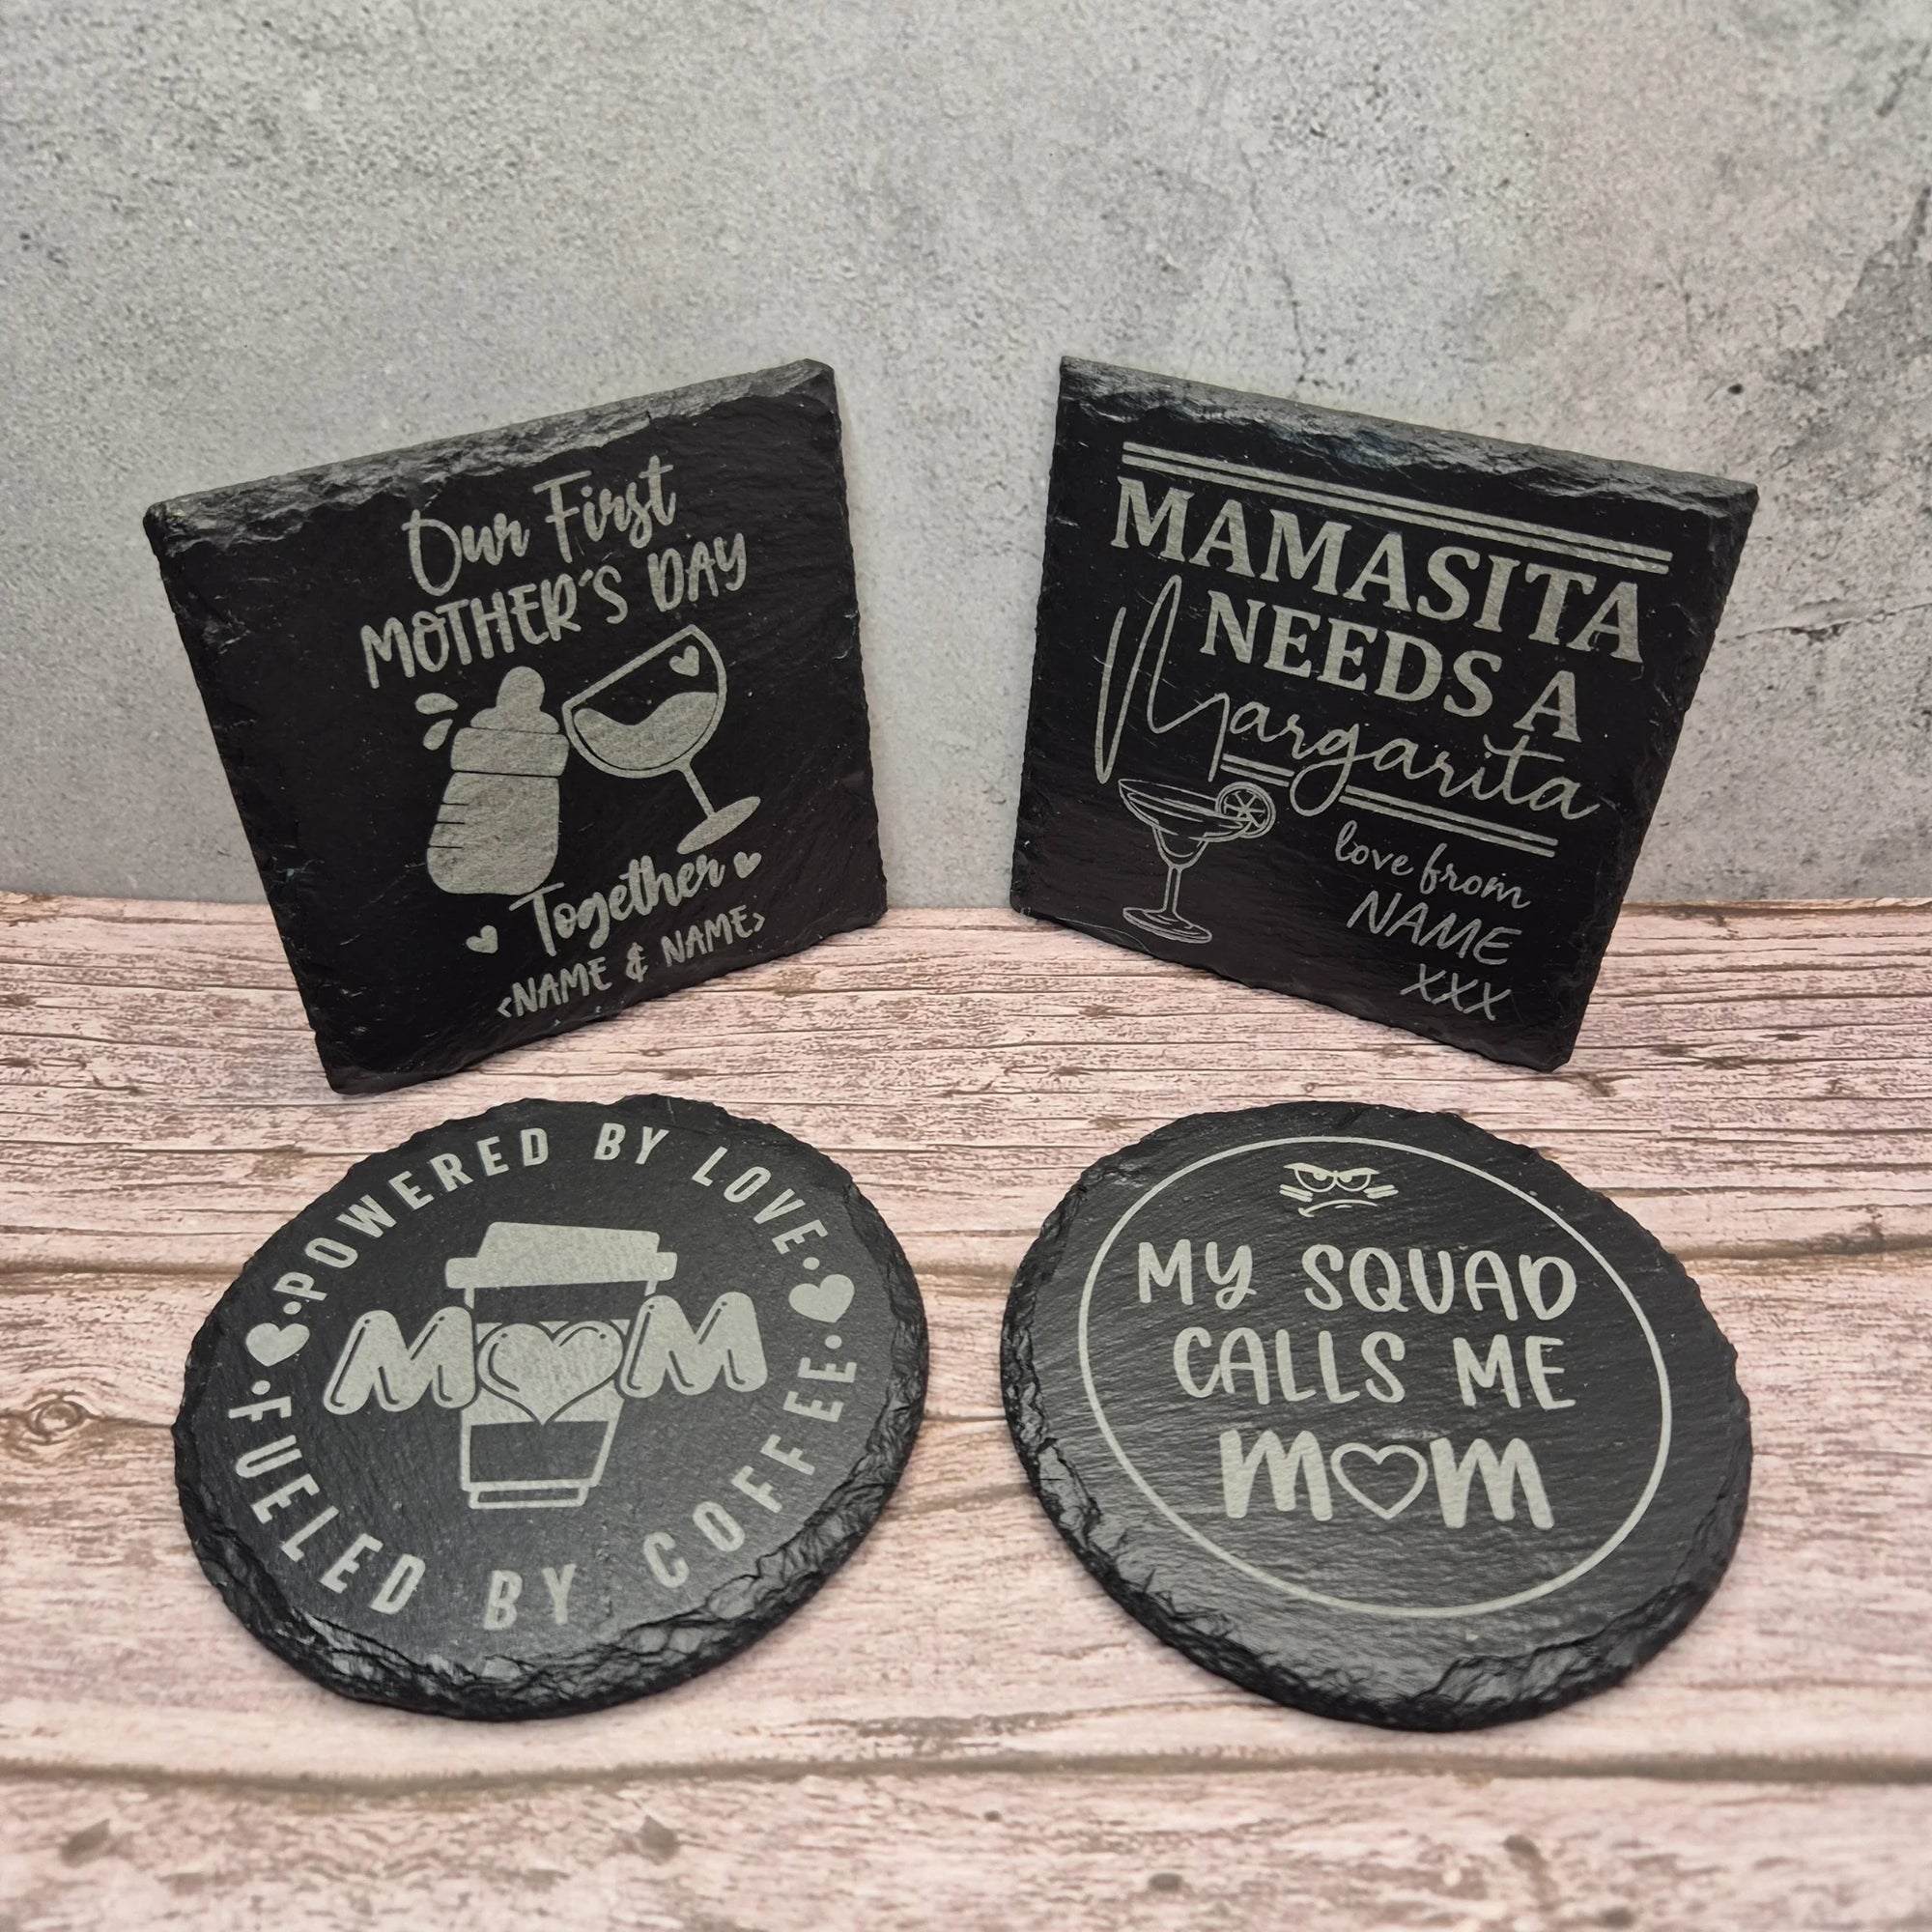 Our First
MOTHER'S DAY
Together
<NAME & NAME>
MAMASITA
NEEDS A
Margarita
love from
NAME
XXX
POWERED BY LOVE
MOM
FUELED BY COFFEE
MY SQUAD
CALLS ME
MOM